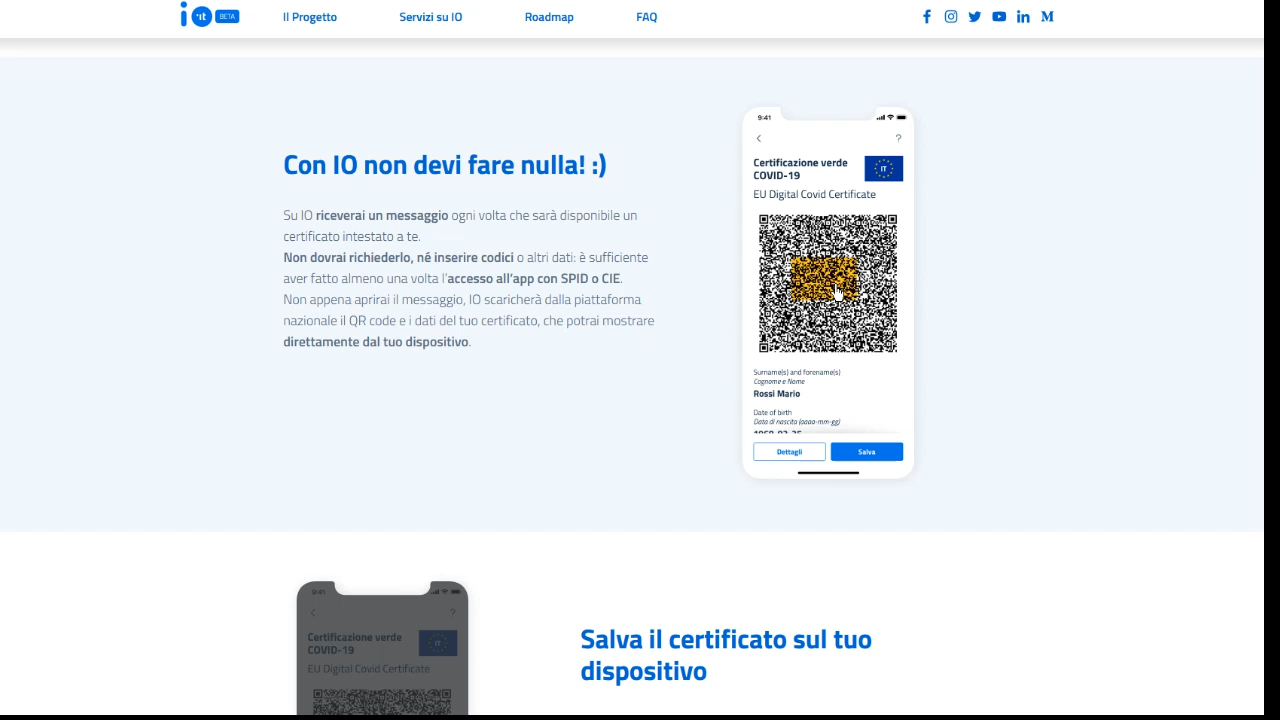 io it BETA
Il Progetto
Servizi su IO
Roadmap
FAQ
Con IO non devi fare nulla! :)
Su IO riceverai un messaggio ogni volta che sarà disponibile un
certificato intestato a te.
Non dovrai richiederlo, né inserire codici o altri dati: è sufficiente
aver fatto almeno una volta l'accesso all'app con SPID o CIE.
Non appena aprirai il messaggio, IO scaricherà dalla piattaforma
nazionale il QR code e i dati del tuo certificato, che potrai mostrare
direttamente dal tuo dispositivo.
9:41
?
Certificazione verde
COVID-19
IT
EU Digital Covid Certificate
Surname(s) and forename(s)
Cognome e Nome
Rossi Mario
Date of birth
Data di nascita (aaaa-mm-gg)
Dettagli
Salva
9:41
?
Certificazione verde
COVID-19
IT
EU Digital Covid Certificate
Salva il certificato sul tuo
dispositivo